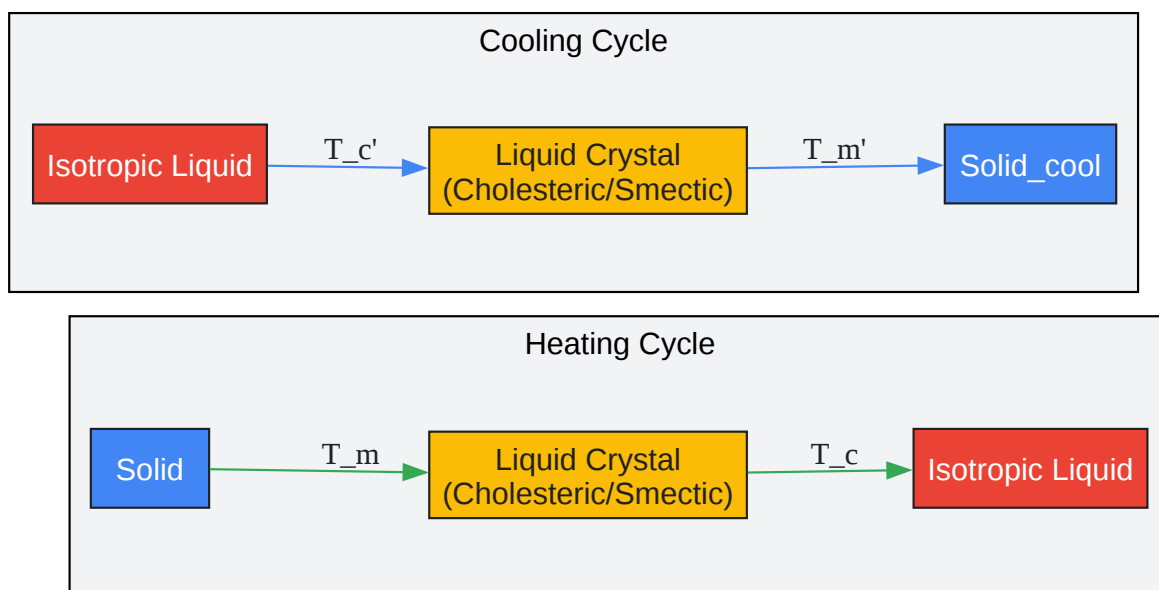 Cooling Cycle
Isotropic Liquid
T_c'
Liquid Crystal
(Cholesteric/Smectic)
T_m'
Solid_cool
Heating Cycle
Solid
T_m
Liquid Crystal
(Cholesteric/Smectic)
T_c
Isotropic Liquid